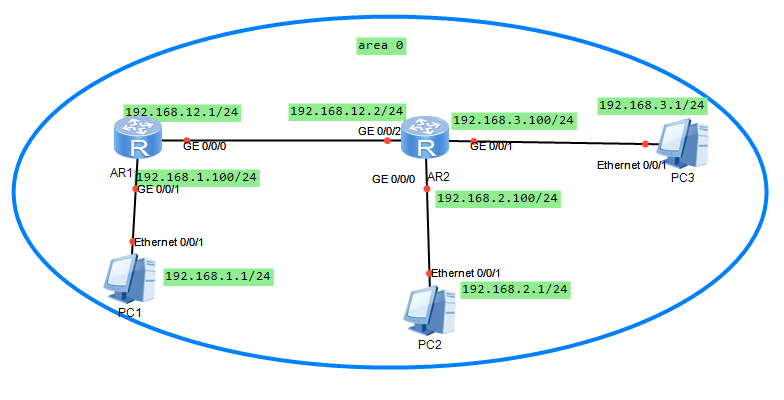 area 0
192.168.12.1/24
192.168.12.2/24
192.168.3.100/24
192.168.3.1/24
R
GE 0/0/0
GE 0/0/2
R
GE 0/0/1
Ethernet 0/0/1
AR1
192.168.1.100/24
GE 0/0/1
GE 0/0/0
AR2
192.168.2.100/24
PC3
Ethernet 0/0/1
192.168.1.1/24
PC1
Ethernet 0/0/1
192.168.2.1/24
PC2